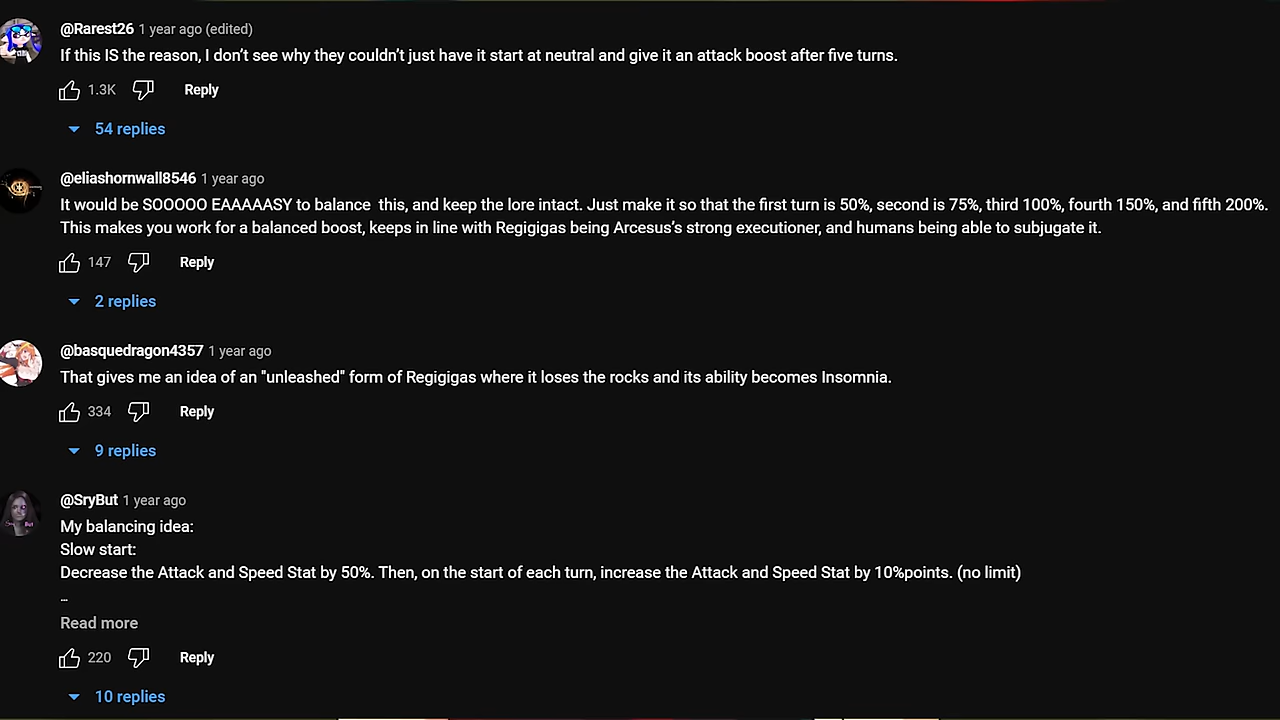 @Rarest26 1 year ago (edited)
If this IS the reason, I don't see why they couldn't just have it start at neutral and give it an attack boost after five turns.
1.3K Reply
54 replies
@eliashornwall8546 1 year ago
It would be SOOOOO EAAAAASY to balance  this, and keep the lore intact. Just make it so that the first turn is 50%, second is 75%, third 100%, fourth 150%, and fifth 200%.
This makes you work for a balanced boost, keeps in line with Regigigas being Arcesus's strong executioner, and humans being able to subjugate it.
147 Reply
2 replies
@basquedragon4357 1 year ago
That gives me an idea of an "unleashed" form of Regigigas where it loses the rocks and its ability becomes Insomnia.
334 Reply
9 replies
@SryBut 1 year ago
My balancing idea:
Slow start:
Decrease the Attack and Speed Stat by 50%. Then, on the start of each turn, increase the Attack and Speed Stat by 10%points. (no limit)
...
Read more
220 Reply
10 replies